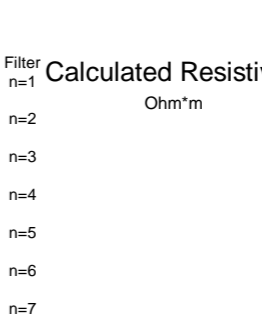 Filter
n=1
Calculated Resistiv
Ohm*m
n=2
n=3
n=4
n=5
n=6
n=7